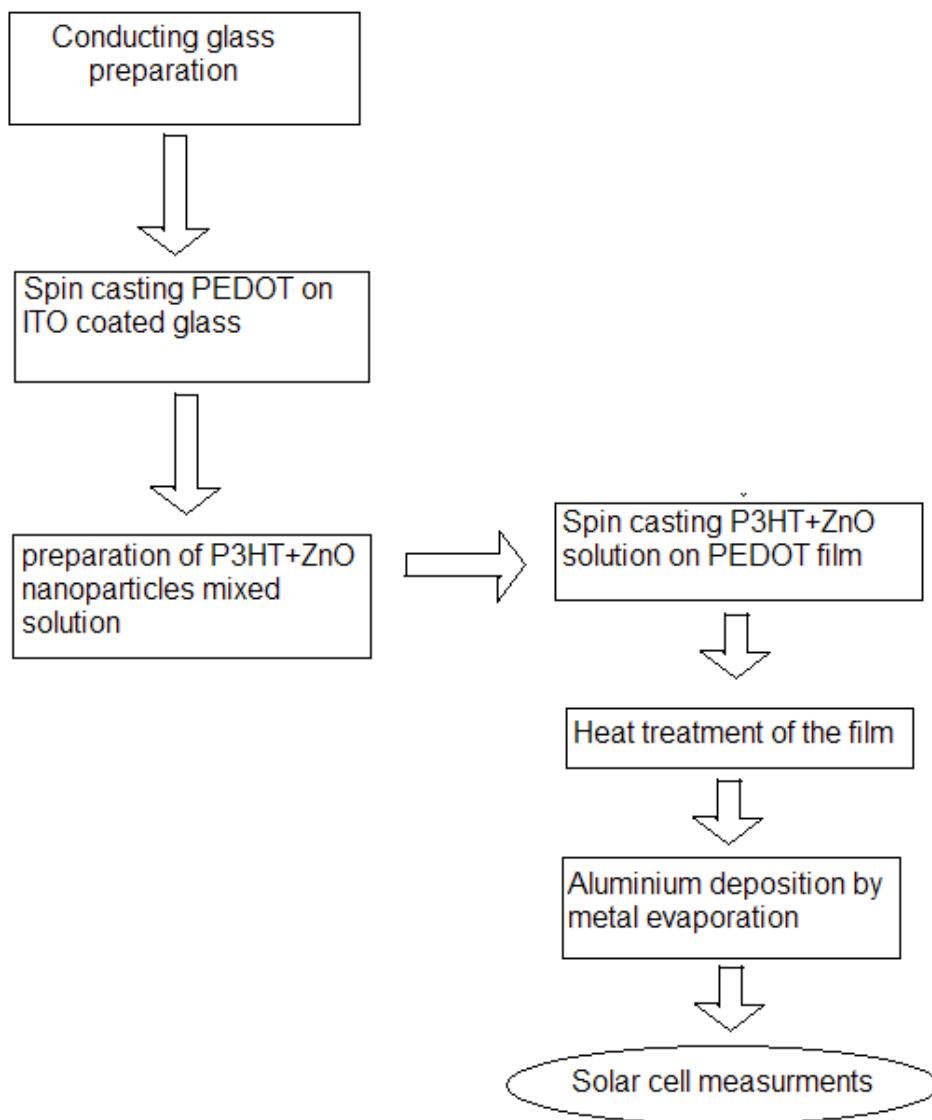 Conducting glass
preparation
Spin casting PEDOT on
ITO coated glass
preparation of P3HT+ZnO
nanoparticles mixed
solution
Spin casting P3HT+ZnO
solution on PEDOT film
Heat treatment of the film
Aluminium deposition by
metal evaporation
Solar cell measurments